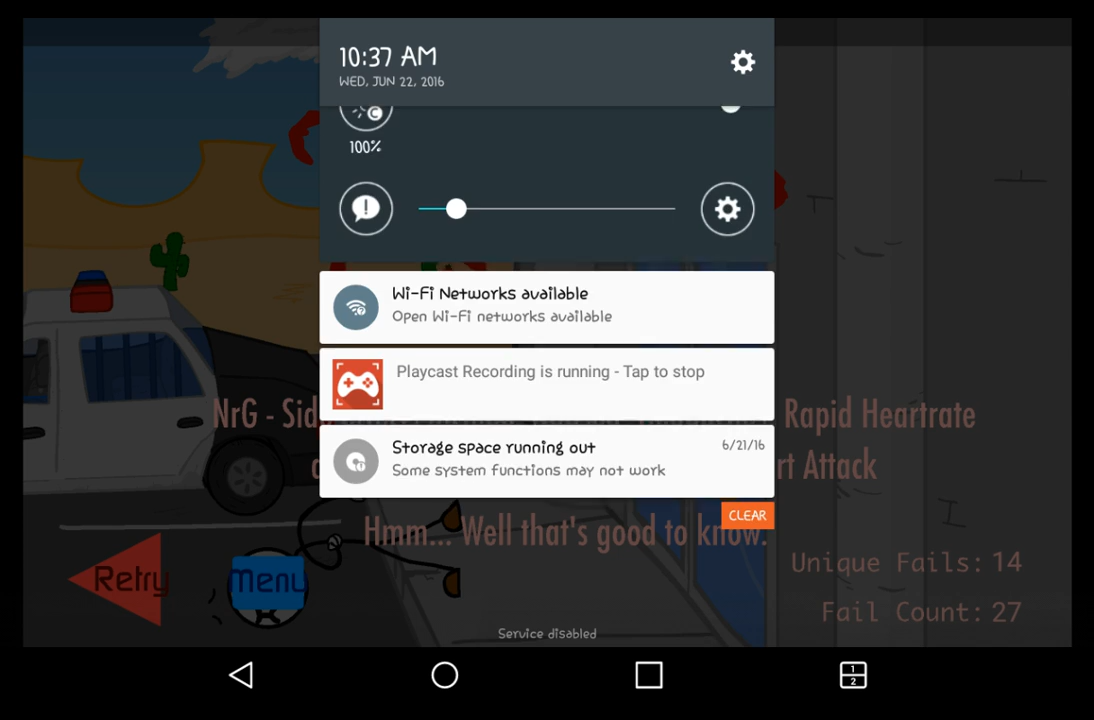 10:37 AM
WED, JUN 22, 2016
100%
Wi-Fi Networks available
Open Wi-Fi networks available
Playcast Recording is running - Tap to stop
NrG - Sid Rapid Heartrate
Storage space running out 6/21/16
Some system functions may not work
rt Attack
CLEAR
Hmm... Well that's good to know.
Unique Fails: 14
Retry
Menu
Fail Count: 27
Service disabled
1
2